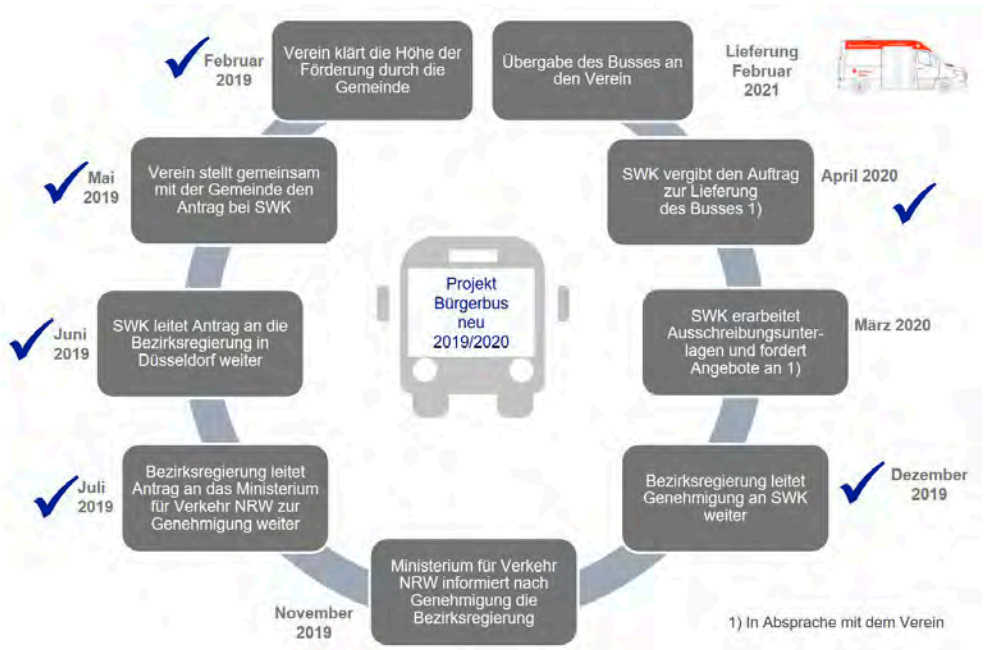 Februar
2019
Verein klärt die Höhe der
Förderung durch die
Gemeinde
Mai
2019
Verein stellt gemeinsam
mit der Gemeinde den
Antrag bei SWK
Juni
2019
SWK leitet Antrag an die
Bezirksregierung in
Düsseldorf weiter
Juli
2019
Bezirksregierung leitet
Antrag an das Ministerium
für Verkehr NRW zur
Genehmigung weiter
November
2019
Ministerium für Verkehr
NRW informiert nach
Genehmigung die
Bezirksregierung
Bezirksregierung leitet
Genehmigung an SWK
weiter
Dezember
2019
SWK erarbeitet
Ausschreibungsunter-
lagen und fordert
Angebote an 1)
März 2020
SWK vergibt den Auftrag
zur Lieferung
des Busses 1)
April 2020
Übergabe des Busses an
den Verein
Lieferung
Februar
2021
Projekt
Bürgerbus
neu
2019/2020
1) In Absprache mit dem Verein